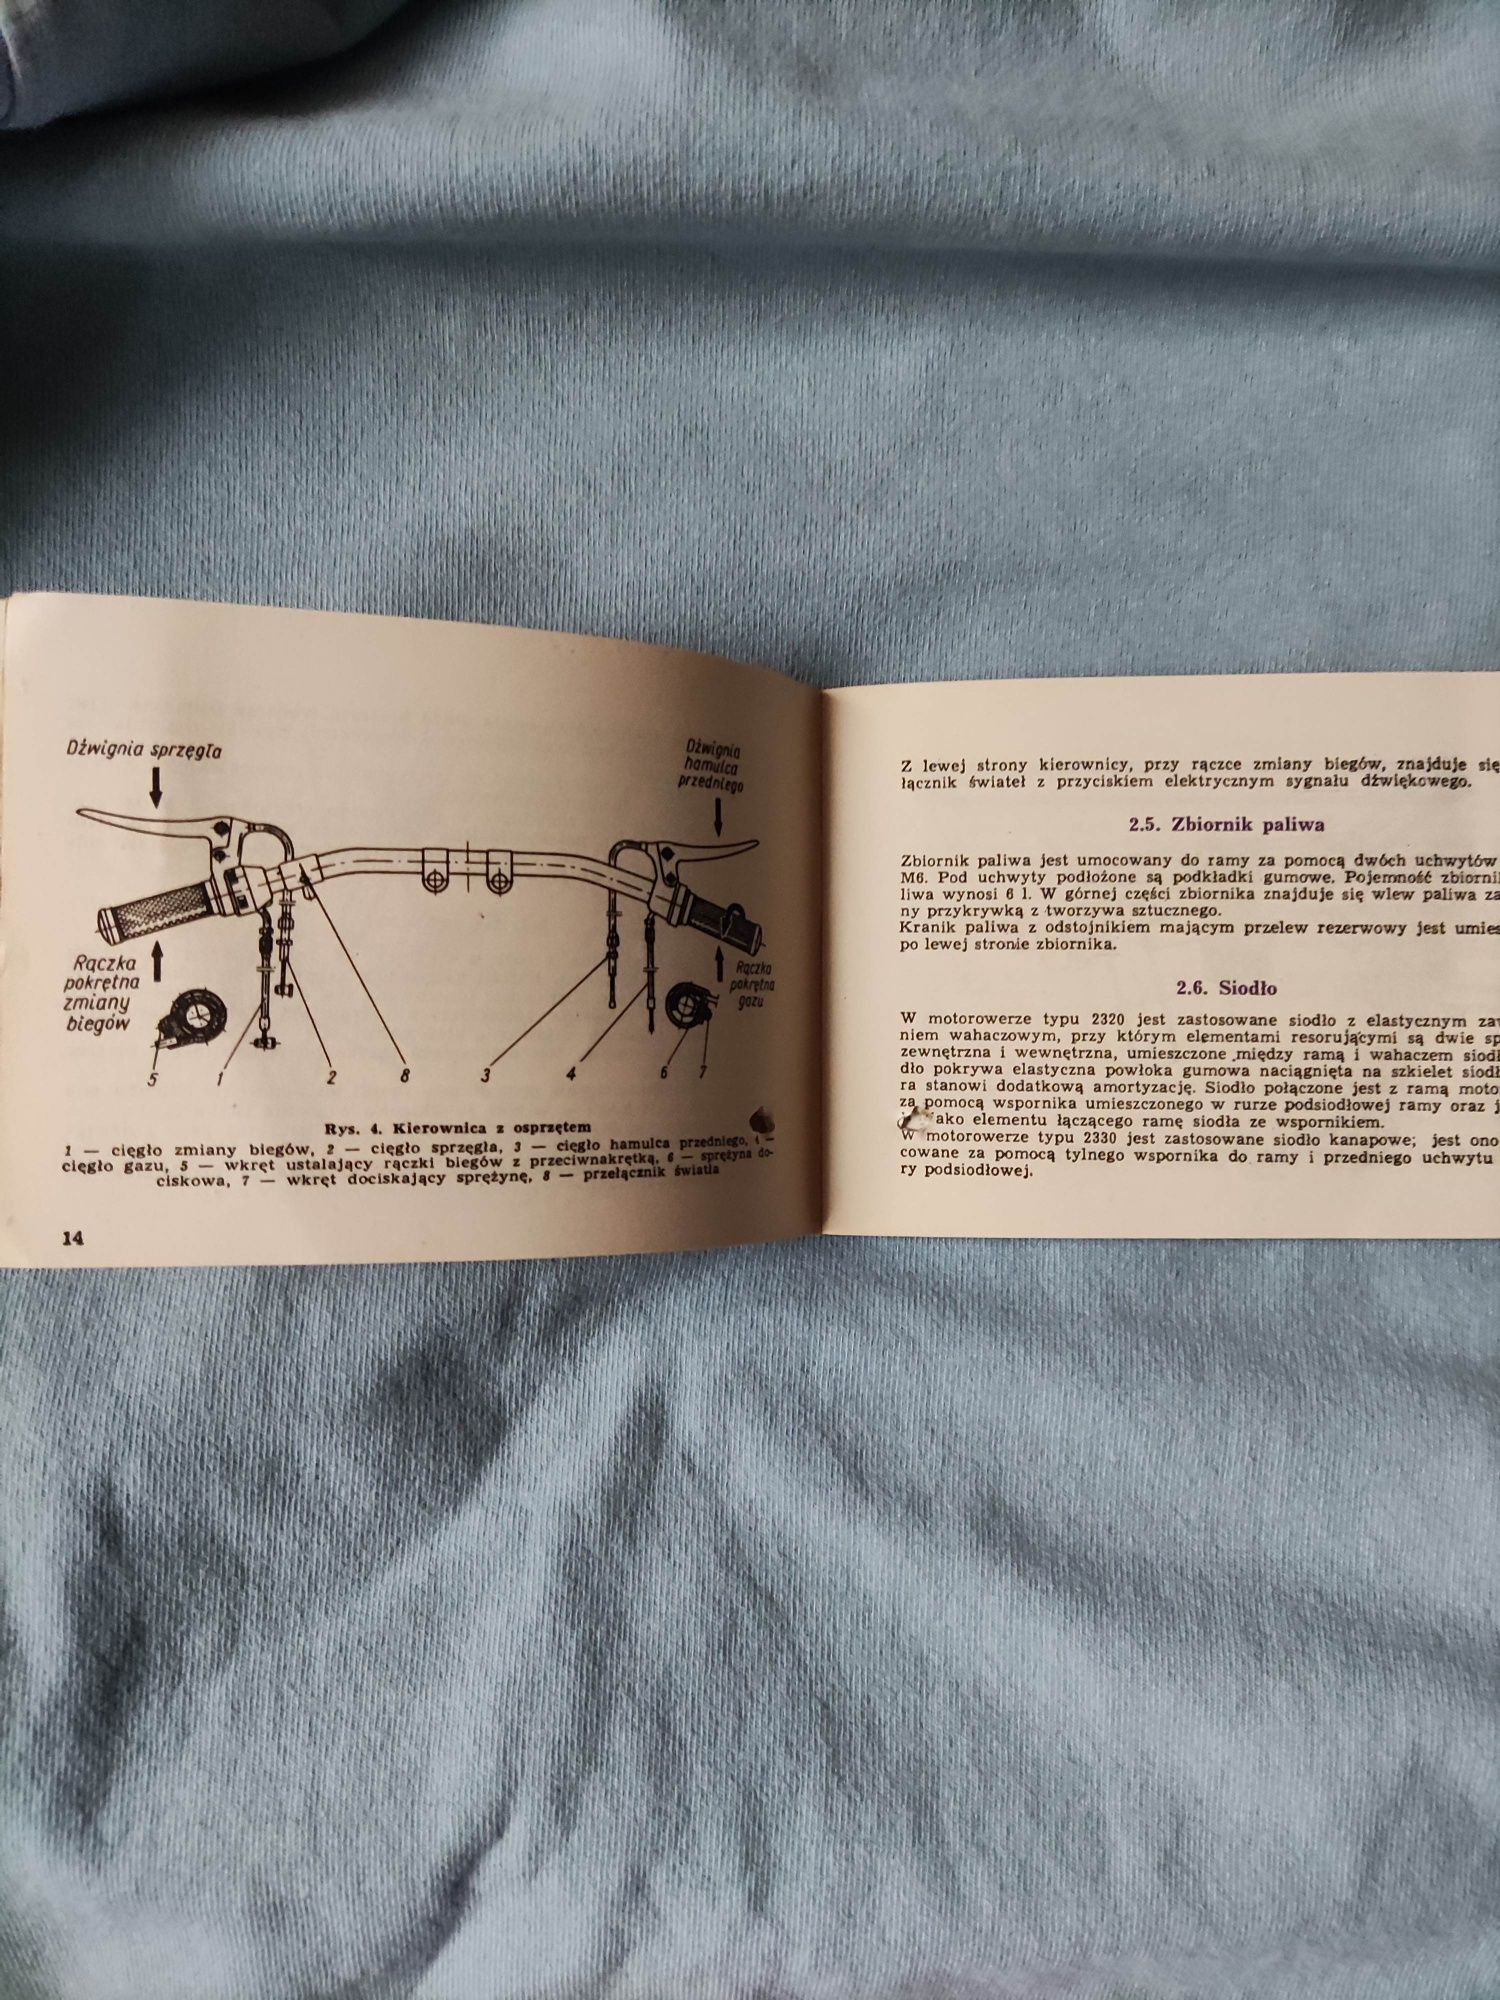 Dźwignia sprzęgła
Dźwignia
hamulca
przedniego
Rączka
pokrętna
zmiany
biegów
Rączka
pokrętna
gazu
5 1 2 8 3 4 6 7
Rys. 4. Kierownica z osprzętem
1 — cięgło zmiany biegów, 2 — cięgło sprzęgła, 3 — cięgło hamulca przedniego, 4 —
cięgło gazu, 5 — wkręt ustalający rączki biegów z przeciwnakrętką, 6 — sprężyna do-
ciskowa, 7 — wkręt dociskający sprężynę, 8 — przełącznik światła
14
Z lewej strony kierownicy, przy rączce zmiany biegów, znajduje się
łącznik świateł z przyciskiem elektrycznym sygnału dźwiękowego.
2.5. Zbiornik paliwa
Zbiornik paliwa jest umocowany do ramy za pomocą dwóch uchwytów
M6. Pod uchwyty podłożone są podkładki gumowe. Pojemność zbiorni
liwa wynosi 6 l. W górnej części zbiornika znajduje się wlew paliwa za
ny przykrywką z tworzywa sztucznego.
Kranik paliwa z odstojnikiem mającym przelew rezerwowy jest umies
po lewej stronie zbiornika.
2.6. Siodło
W motorowerze typu 2320 jest zastosowane siodło z elastycznym za
niem wahaczowym, przy którym elementami resorującymi są dwie sp
zewnętrzna i wewnętrzna, umieszczone między ramą i wahaczem siodł
dło pokrywa elastyczna powłoka gumowa naciągnięta na szkielet siodł
ra stanowi dodatkową amortyzację. Siodło połączone jest z ramą moto
za pomocą wspornika umieszczonego w rurze podsiodłowej ramy oraz j
ako elementu łączącego ramę siodła ze wspornikiem.
W motorowerze typu 2330 jest zastosowane siodło kanapowe; jest ono
cowane za pomocą tylnego wspornika do ramy i przedniego uchwytu
ry podsiodłowej.